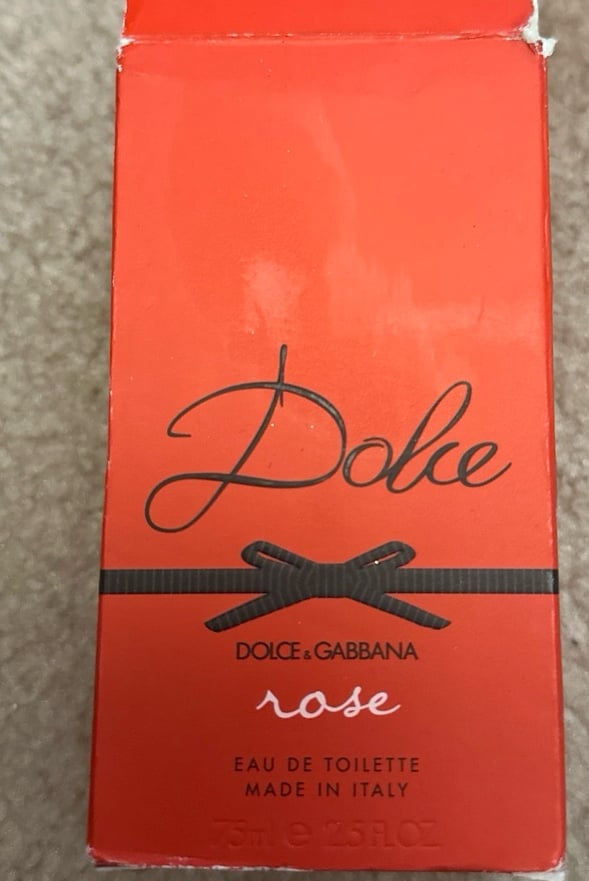 Dolce
DOLCE & GABBANA
rose
EAU DE TOILETTE
MADE IN ITALY
75ml e 2.5 FL.OZ